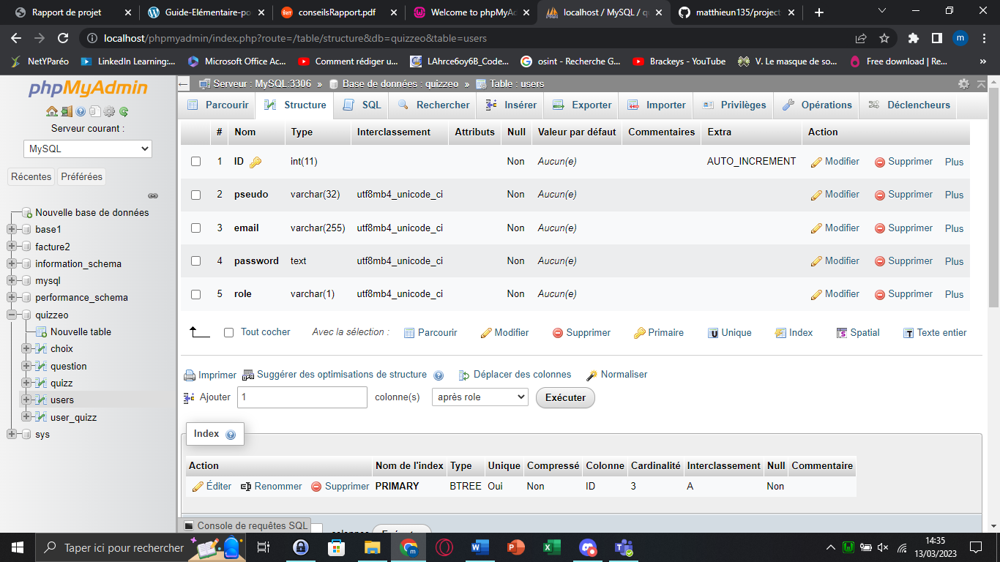 Rapport de projet
Guide-Elémentaire-po
conseilsRapport.pdf
Welcome to phpMyA
localhost / MySQL / q
matthieun135/project
localhost/phpmyadmin/index.php?route=/table/structure&db=quizzeo&table=users
m
NetYParéo
LinkedIn Learning:...
Microsoft Office Ac...
Comment rédiger u...
LAhrce6oy6B_Code...
osint - Recherche G...
Brackeys - YouTube
V. Le masque de so...
Free download | Re...
phpMyAdmin
Serveur courant :
MySQL
Récentes Préférées
Nouvelle base de données
base1
facture2
information_schema
mysql
performance_schema
quizzeo
Nouvelle table
choix
question
quizz
users
user_quizz
sys
Serveur : MySQL:3306 » Base de données : quizzeo » Table : users
Parcourir Structure SQL Rechercher Insérer Exporter Importer Privilèges Opérations Déclencheurs
# Nom Type Interclassement Attributs Null Valeur par défaut Commentaires Extra Action
1 ID int(11) Non Aucun(e) AUTO_INCREMENT Modifier Supprimer Plus
2 pseudo varchar(32) utf8mb4_unicode_ci Non Aucun(e) Modifier Supprimer Plus
3 email varchar(255) utf8mb4_unicode_ci Non Aucun(e) Modifier Supprimer Plus
4 password text utf8mb4_unicode_ci Non Aucun(e) Modifier Supprimer Plus
5 role varchar(1) utf8mb4_unicode_ci Non Aucun(e) Modifier Supprimer Plus
Tout cocher Avec la sélection : Parcourir Modifier Supprimer Primaire Unique Index Spatial Texte entier
Imprimer Suggérer des optimisations de structure Déplacer des colonnes Normaliser
Ajouter 1 colonne(s) après role Exécuter
Index
Action Nom de l'index Type Unique Compressé Colonne Cardinalité Interclassement Null Commentaire
Éditer Renommer Supprimer PRIMARY BTREE Oui Non ID 3 A Non
Console de requêtes SQL
Taper ici pour rechercher
14:35
13/03/2023